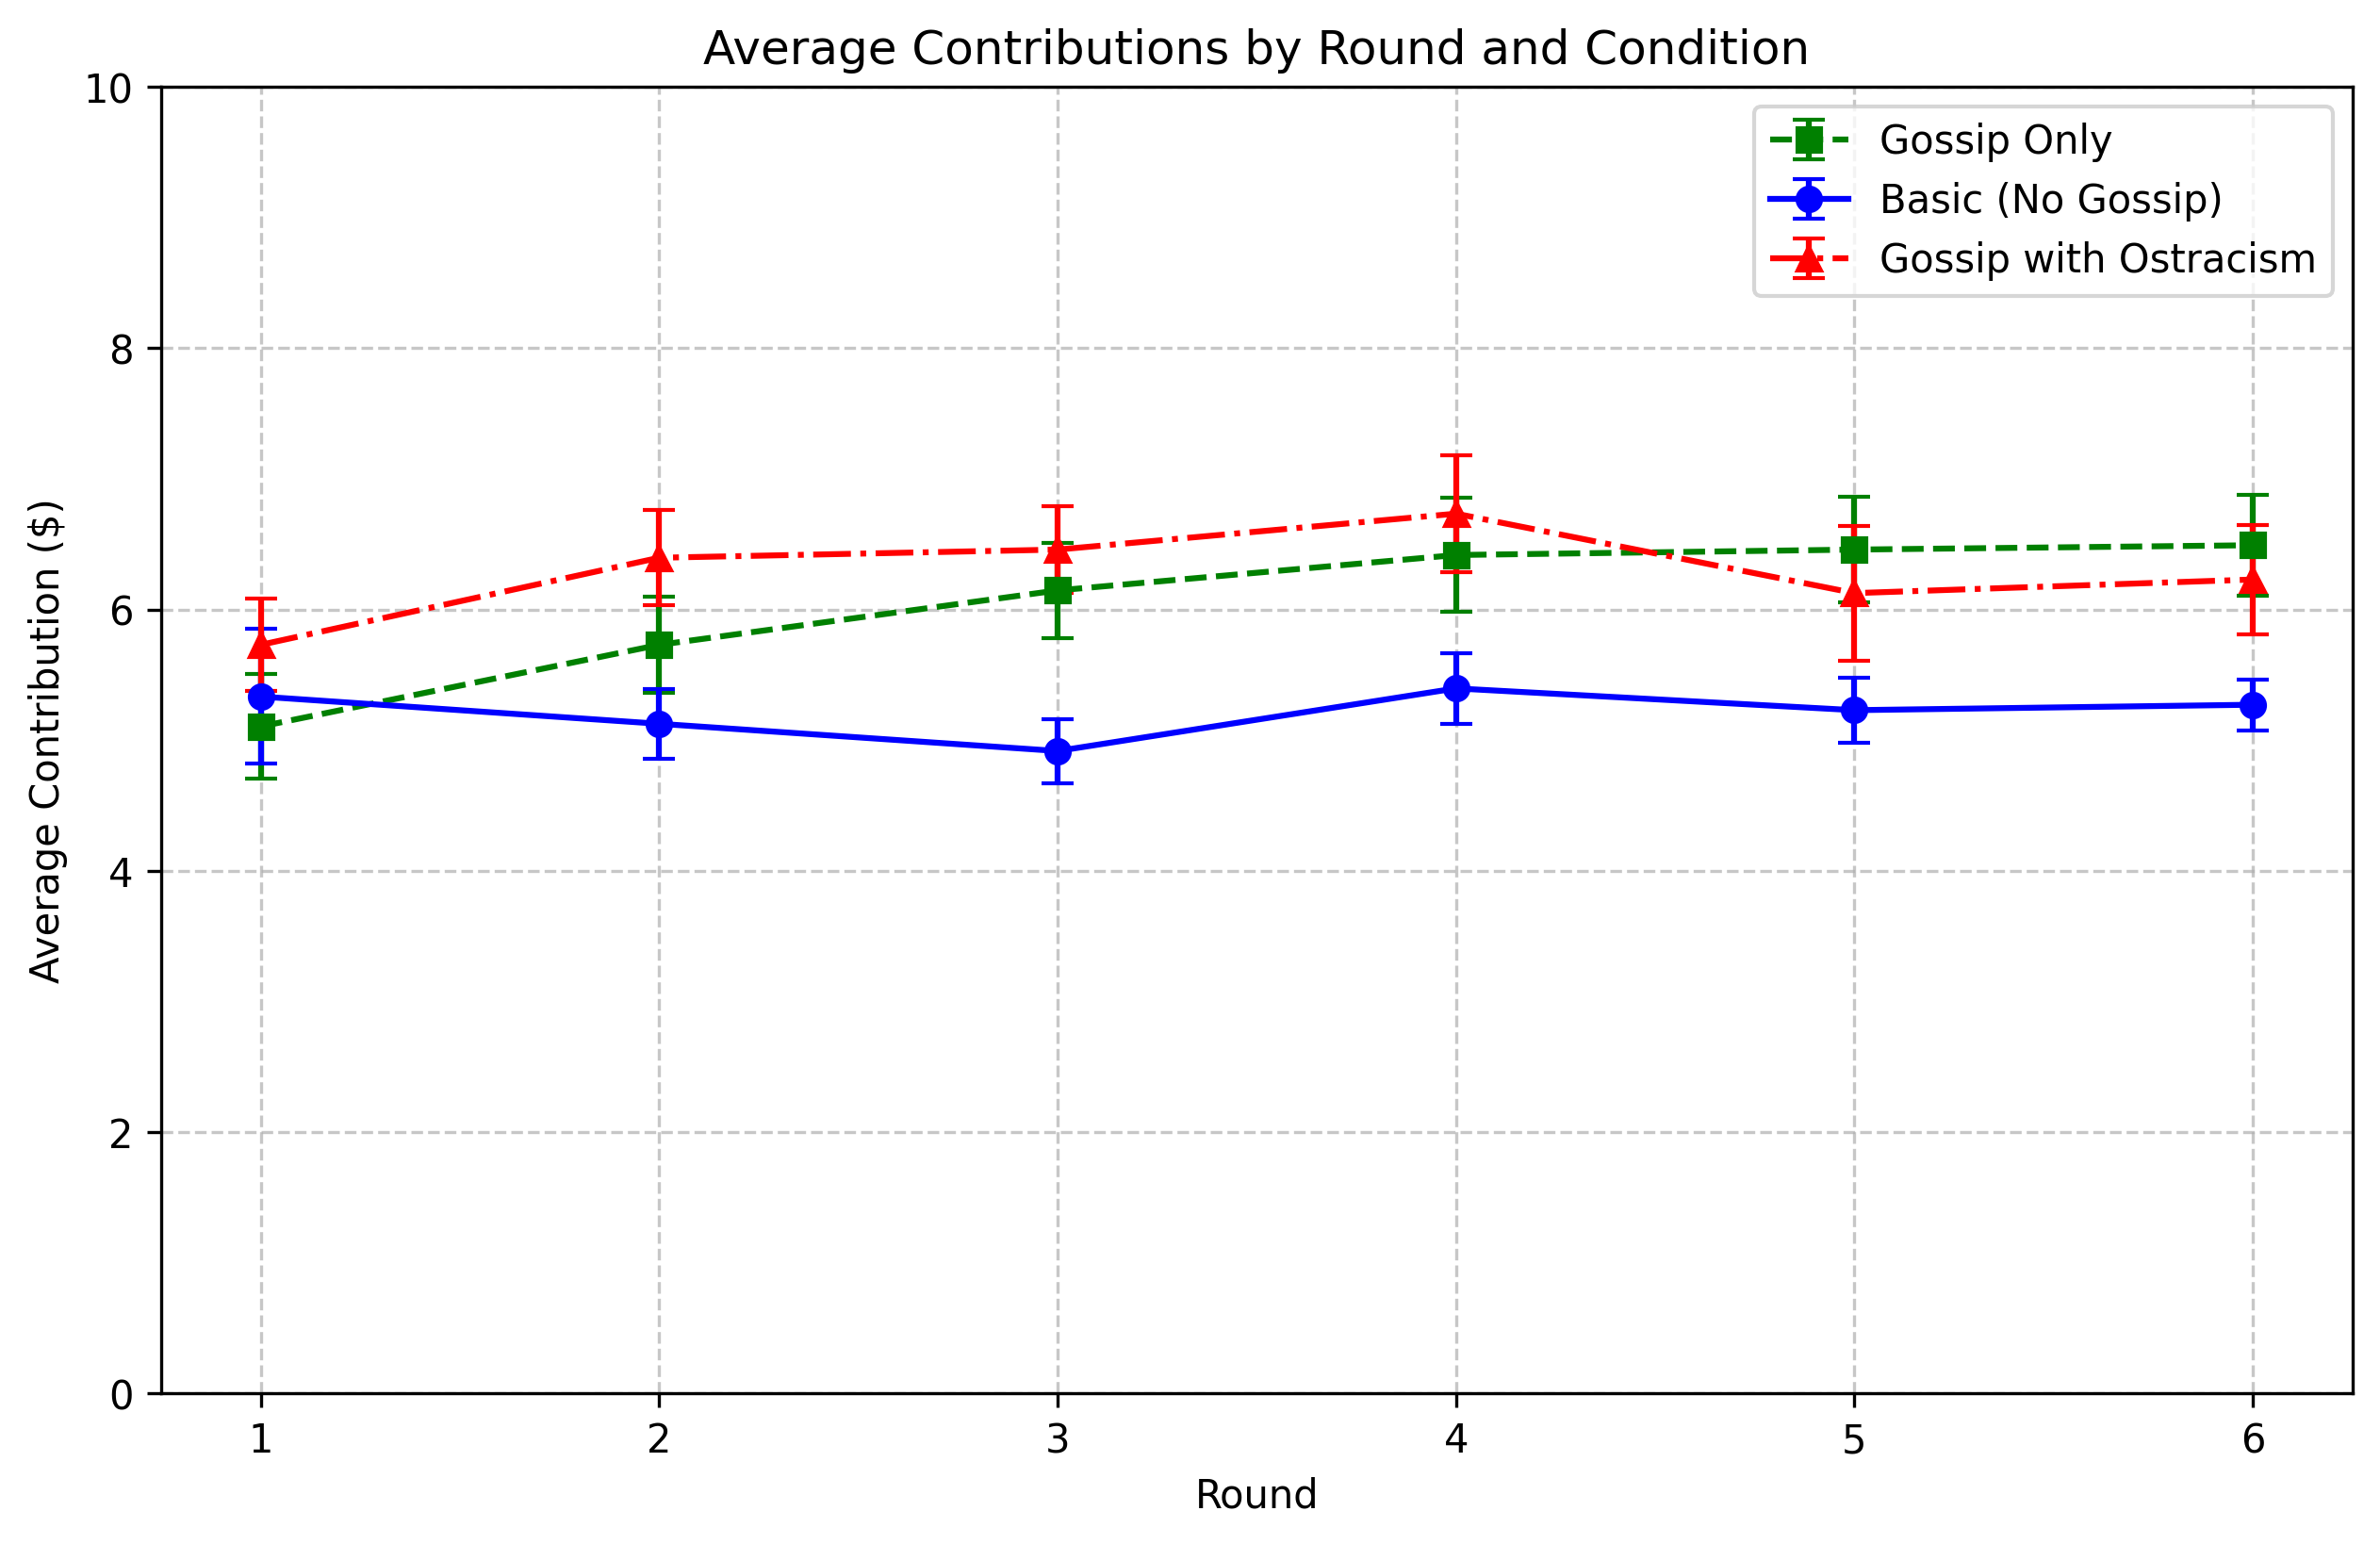 Average Contributions by Round and Condition
10
8
6
4
2
0
Average Contribution ($)
Gossip Only
Basic (No Gossip)
Gossip with Ostracism
1 2 3 4 5 6
Round